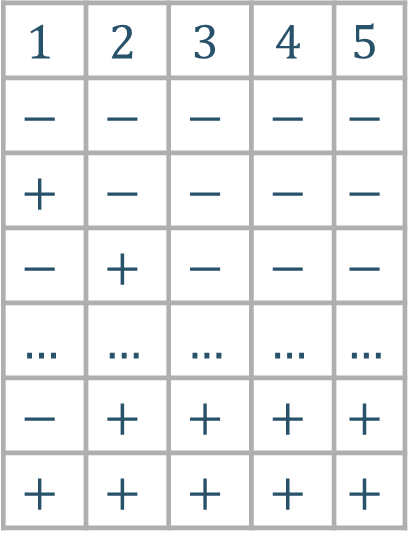 1 2 3 4 5
− − − − −
+ − − − −
− + − − −
... ... ... ... ...
− + + + +
+ + + + +